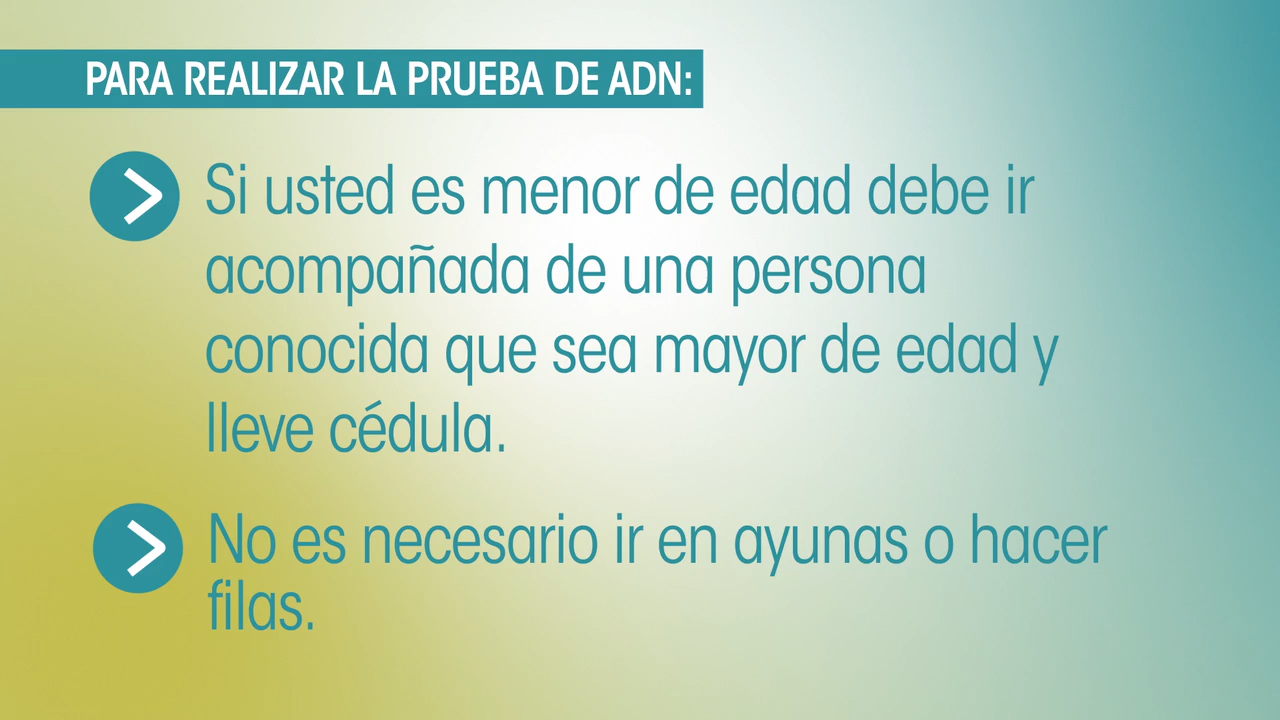 PARA REALIZAR LA PRUEBA DE ADN:
Si usted es menor de edad debe ir
acompañada de una persona
conocida que sea mayor de edad y
lleve cédula.
No es necesario ir en ayunas o hacer
filas.